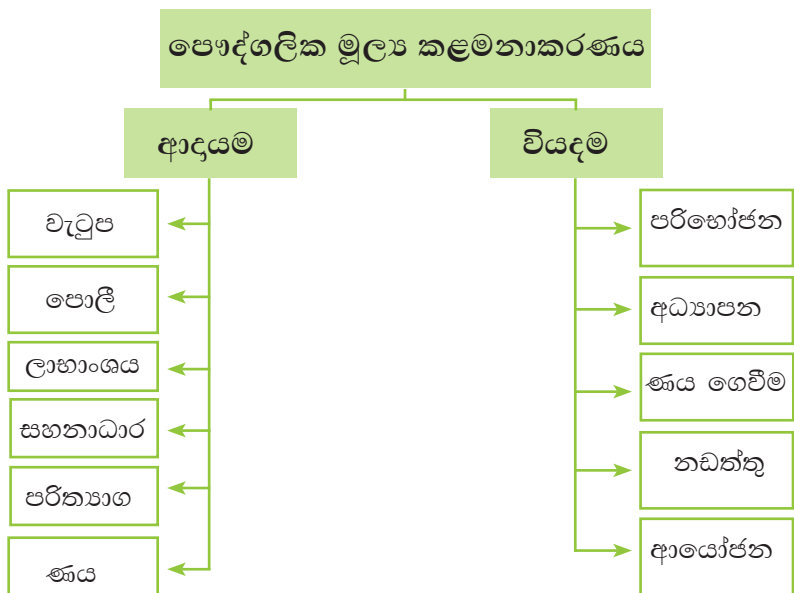 පෞද්ගලික මූල්‍ය කළමනාකරණය
ආදායම
වියදම
වැටුප
පොලී
ලාභාංශය
සහනාධාර
පරිත්‍යාග
ණය
පරිභෝජන
අධ්‍යාපන
ණය ගෙවීම
නඩත්තු
ආයෝජන